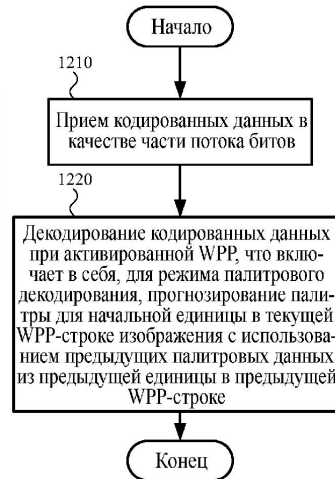 Начало
1210
Прием кодированных данных в
качестве части потока битов
1220
Декодирование кодированных данных
при активированной WPP, что вклю-
чает в себя, для режима палитрового
декодирования, прогнозирование пали-
тры для начальной единицы в текущей
WPP-строке изображения с использова-
нием предыдущих палитровых данных
из предыдущей единицы в предыдущей
WPP-строке
Конец